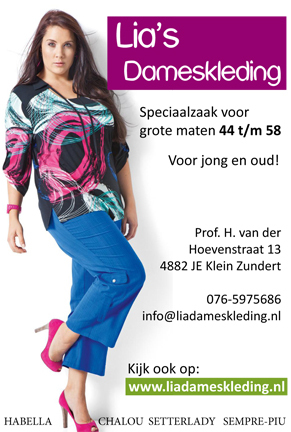 Lia's
Dameskleding
Speciaalzaak voor
grote maten 44 t/m 58
Voor jong en oud!
Prof. H. van der
Hoevenstraat 13
4882 JE Klein Zundert
076-5975686
info@liadameskleding.nl
Kijk ook op:
www.liadameskleding.nl
HABELLA CHALOU SETTERLADY SEMPRE-PIU